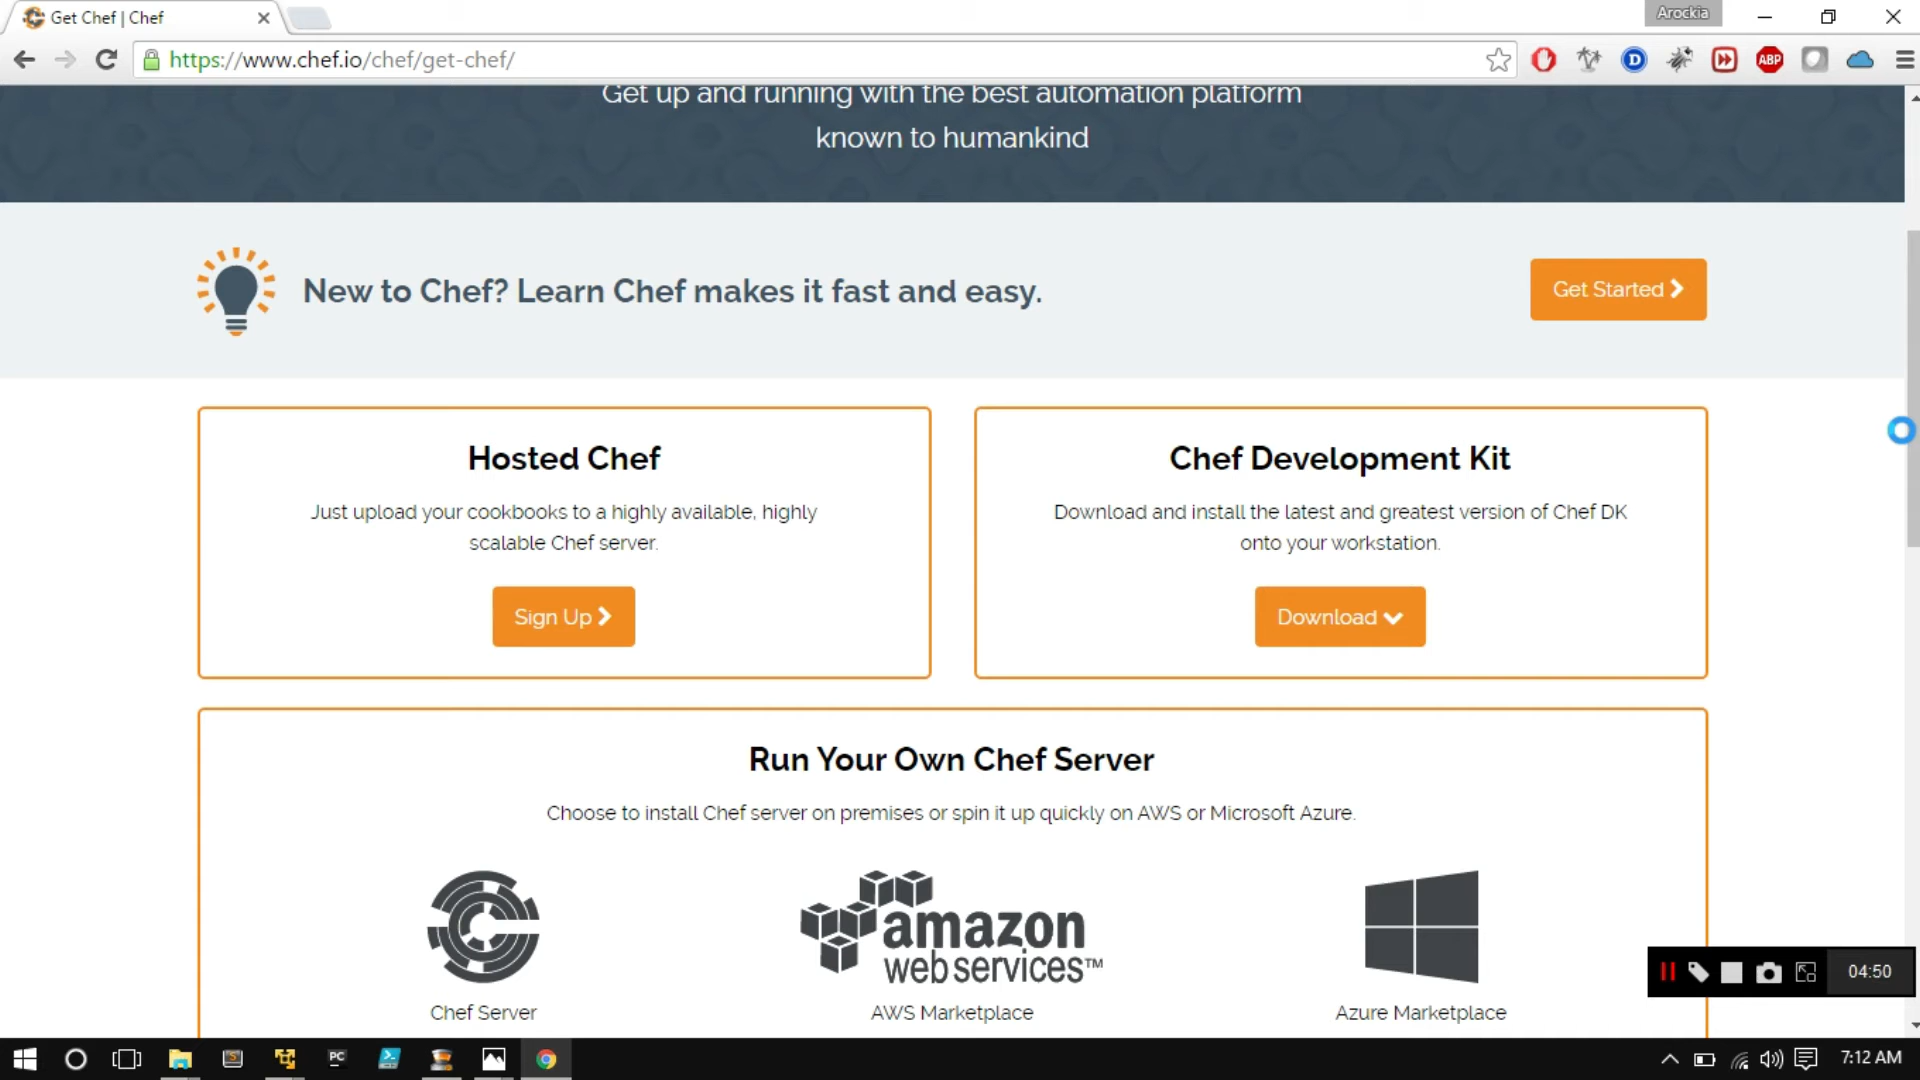 Get Chef | Chef
Arockia
https://www.chef.io/chef/get-chef/
D
ABP
Get up and running with the best automation platform
known to humankind
New to Chef? Learn Chef makes it fast and easy.
Get Started
Hosted Chef
Just upload your cookbooks to a highly available, highly
scalable Chef server.
Sign Up
Chef Development Kit
Download and install the latest and greatest version of Chef DK
onto your workstation.
Download
Run Your Own Chef Server
Choose to install Chef server on premises or spin it up quickly on AWS or Microsoft Azure.
amazon
web services™
Chef Server
AWS Marketplace
Azure Marketplace
04:50
PC
7:12 AM